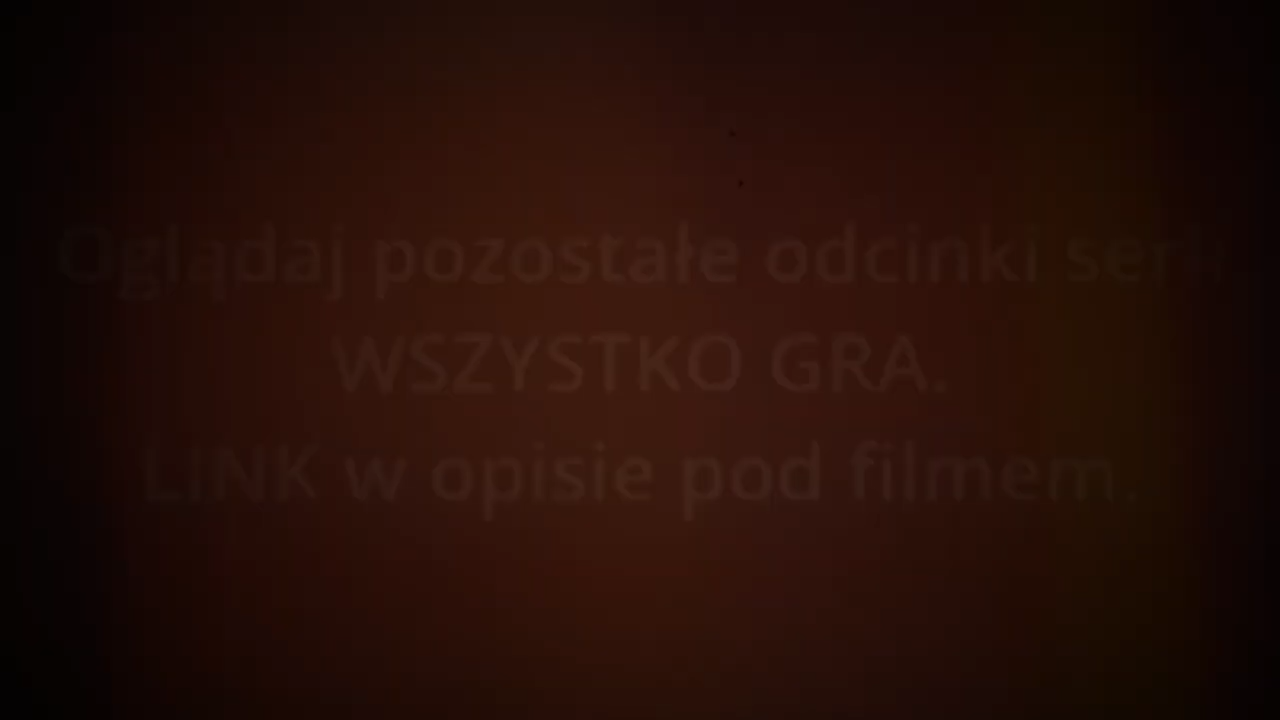 Oglądaj pozostałe odcinki serii
WSZYSTKO GRA.
LINK w opisie pod filmem.